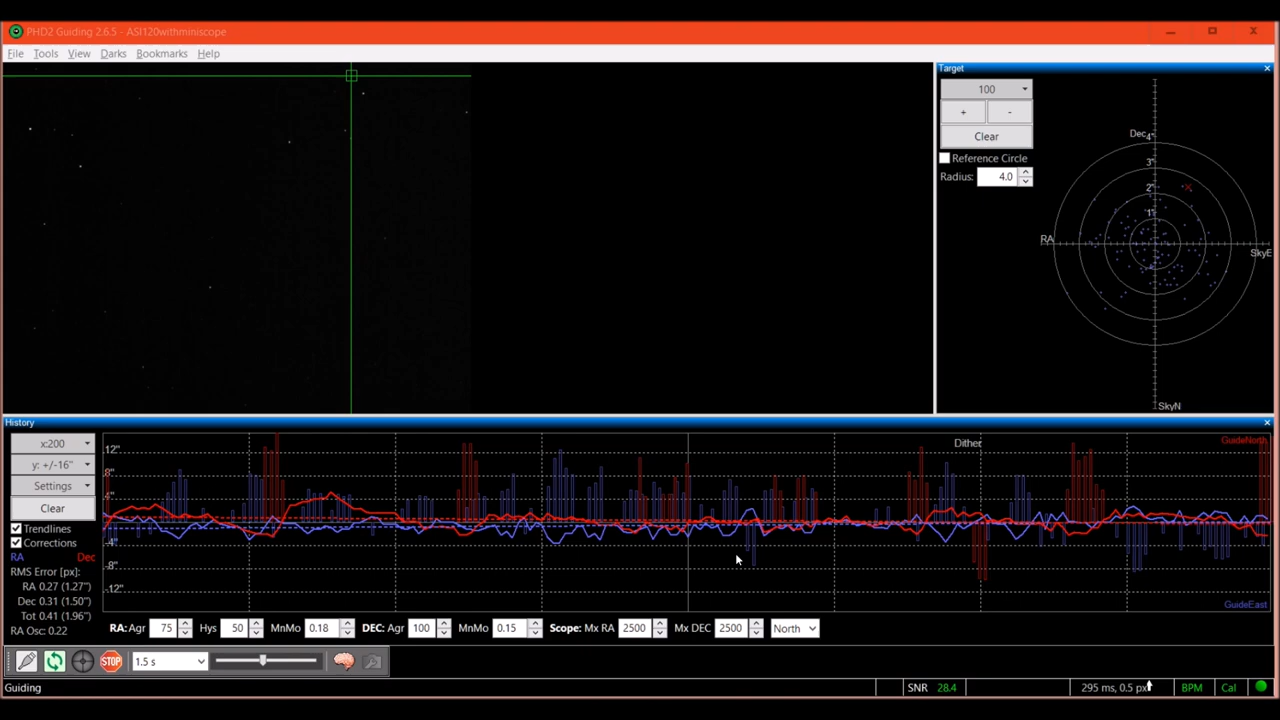 PHD2 Guiding 2.6.5 - ASI120withminiscope
File Tools View Darks Bookmarks Help
Target
100
+ -
Clear
Reference Circle
Radius: 4.0
Dec 4"
3"
2"
1"
RA
SkyE
SkyN
History
x:200
y: +/-16"
Settings
Clear
Trendlines
Corrections
RA Dec
RMS Error [px]:
RA 0.27 (1.27")
Dec 0.31 (1.50")
Tot 0.41 (1.96")
RA Osc: 0.22
12"
8"
4"
-4"
-8"
-12"
Dither
GuideNorth
GuideEast
RA: Agr 75 Hys 50 MnMo 0.18 DEC: Agr 100 MnMo 0.15 Scope: Mx RA 2500 Mx DEC 2500 North
STOP 1.5 s
Guiding SNR 28.4 295 ms, 0.5 px BPM Cal